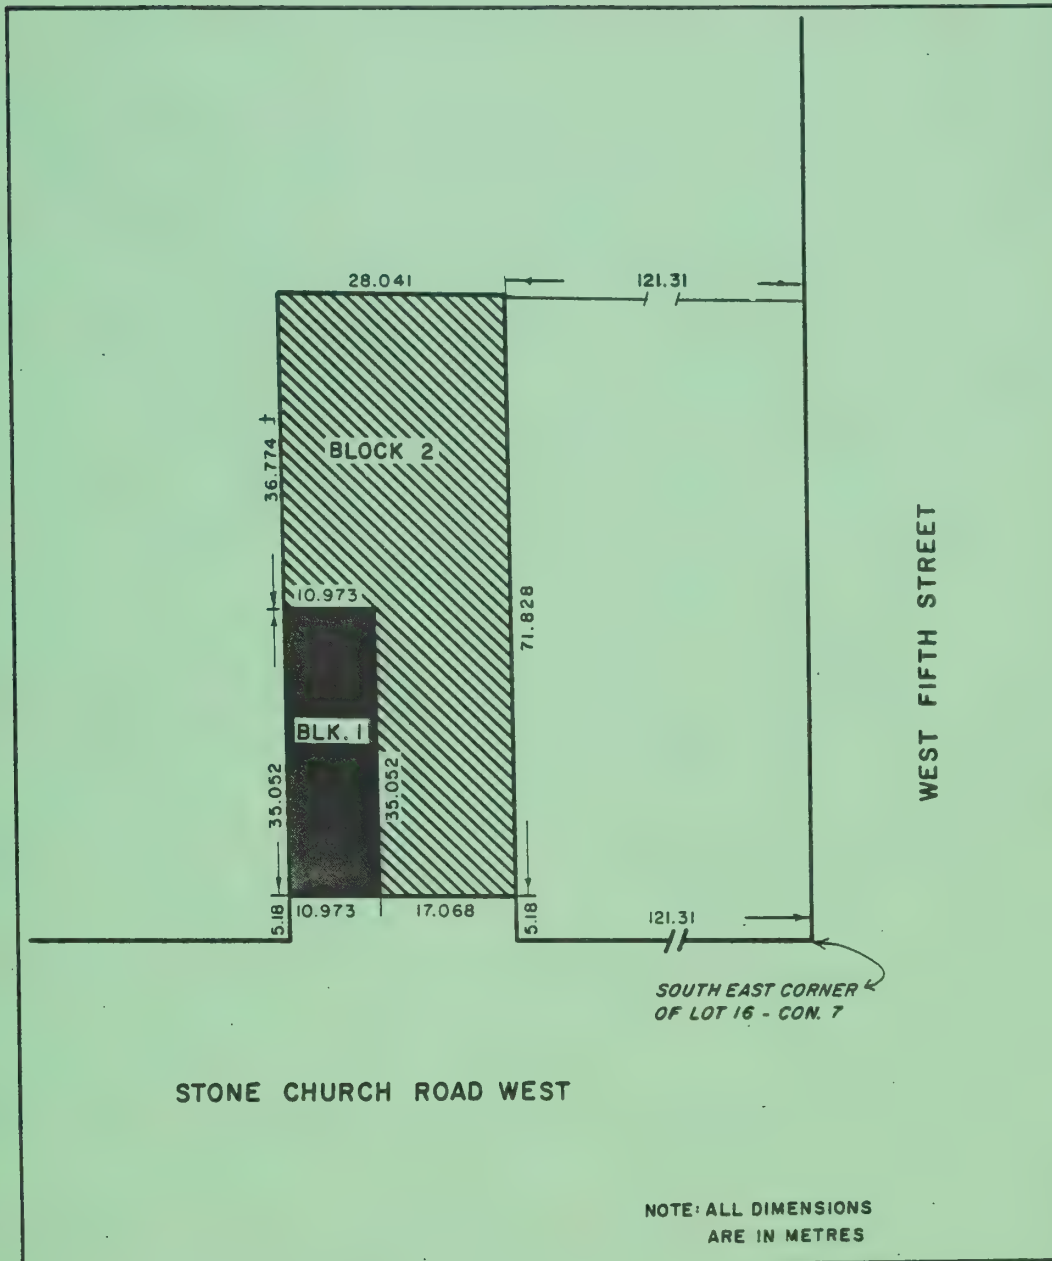 28.041
121.31
36.774 ±
BLOCK 2
10.973
71.828
WEST FIFTH STREET
BLK. 1
35.052
35.052
5.18
10.973
17.068
5.18
121.31
SOUTH EAST CORNER
OF LOT 16 - CON. 7
STONE CHURCH ROAD WEST
NOTE: ALL DIMENSIONS
ARE IN METRES